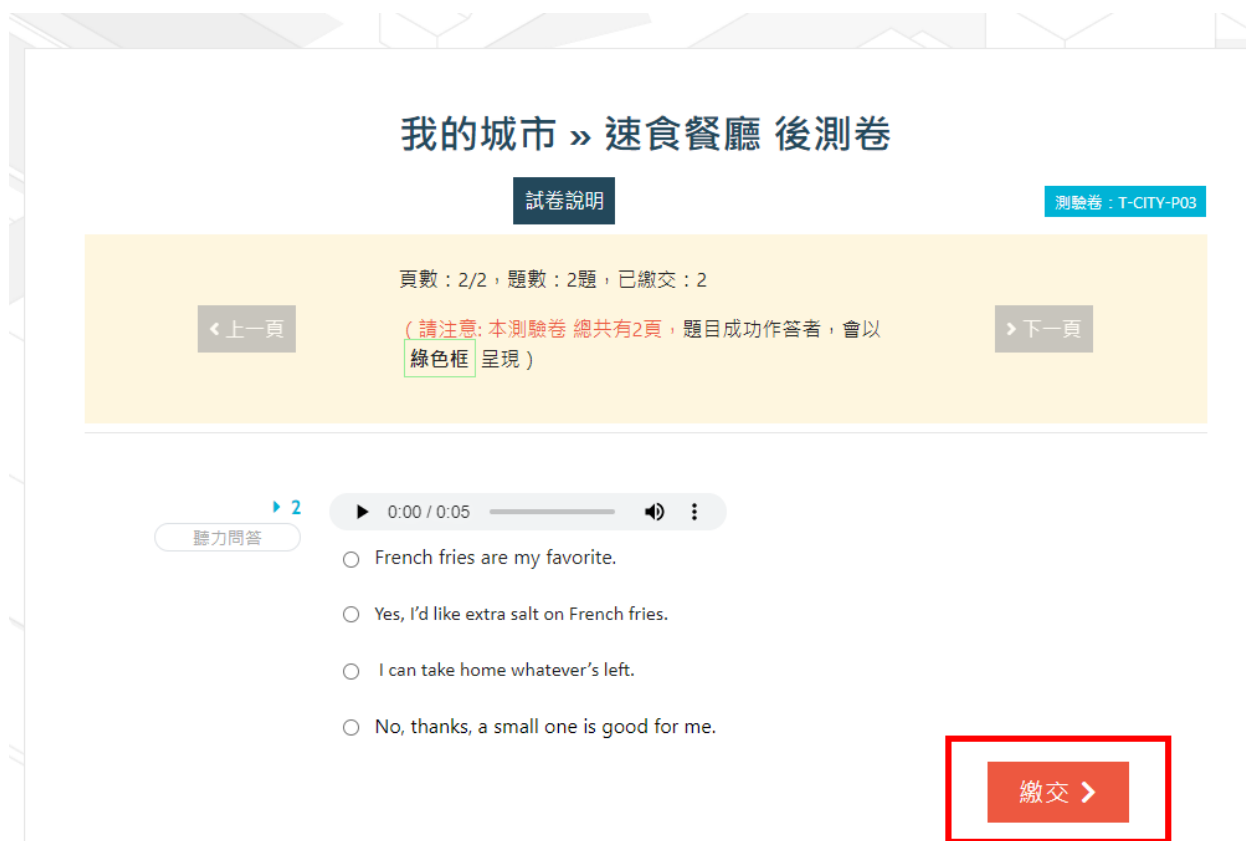 我的城市 » 速食餐廳 後測卷
試卷說明
測驗卷：T-CITY-P03
頁數：2/2，題數：2題，已繳交：2
上一頁
(請注意: 本測驗卷 總共有2頁，題目成功作答者，會以
綠色框 呈現)
下一頁
2
0:00 / 0:05
聽力問答
French fries are my favorite.
Yes, I’d like extra salt on French fries.
I can take home whatever’s left.
No, thanks, a small one is good for me.
繳交